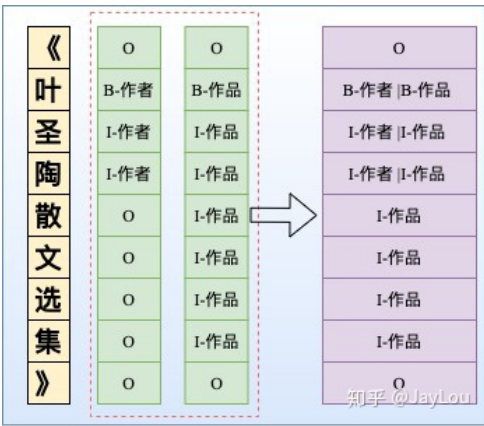 《 O O O
叶 B-作者 B-作品 B-作者 |B-作品
圣 I-作者 I-作品 I-作者 |I-作品
陶 I-作者 I-作品 I-作者 |I-作品
散 O I-作品 I-作品
文 O I-作品 I-作品
选 O I-作品 I-作品
集 O I-作品 I-作品
》 O O O
知乎 @JayLou